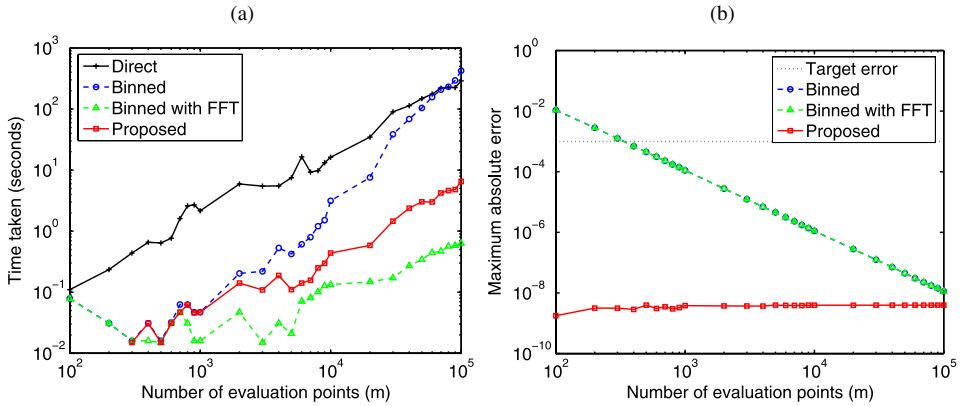 (a)
Time taken (seconds)
10^3
10^2
10^1
10^0
10^-1
10^-2
Direct
Binned
Binned with FFT
Proposed
10^2
10^3
10^4
10^5
Number of evaluation points (m)
(b)
Maximum absolute error
10^0
10^-2
10^-4
10^-6
10^-8
10^-10
Target error
Binned
Binned with FFT
Proposed
10^2
10^3
10^4
10^5
Number of evaluation points (m)